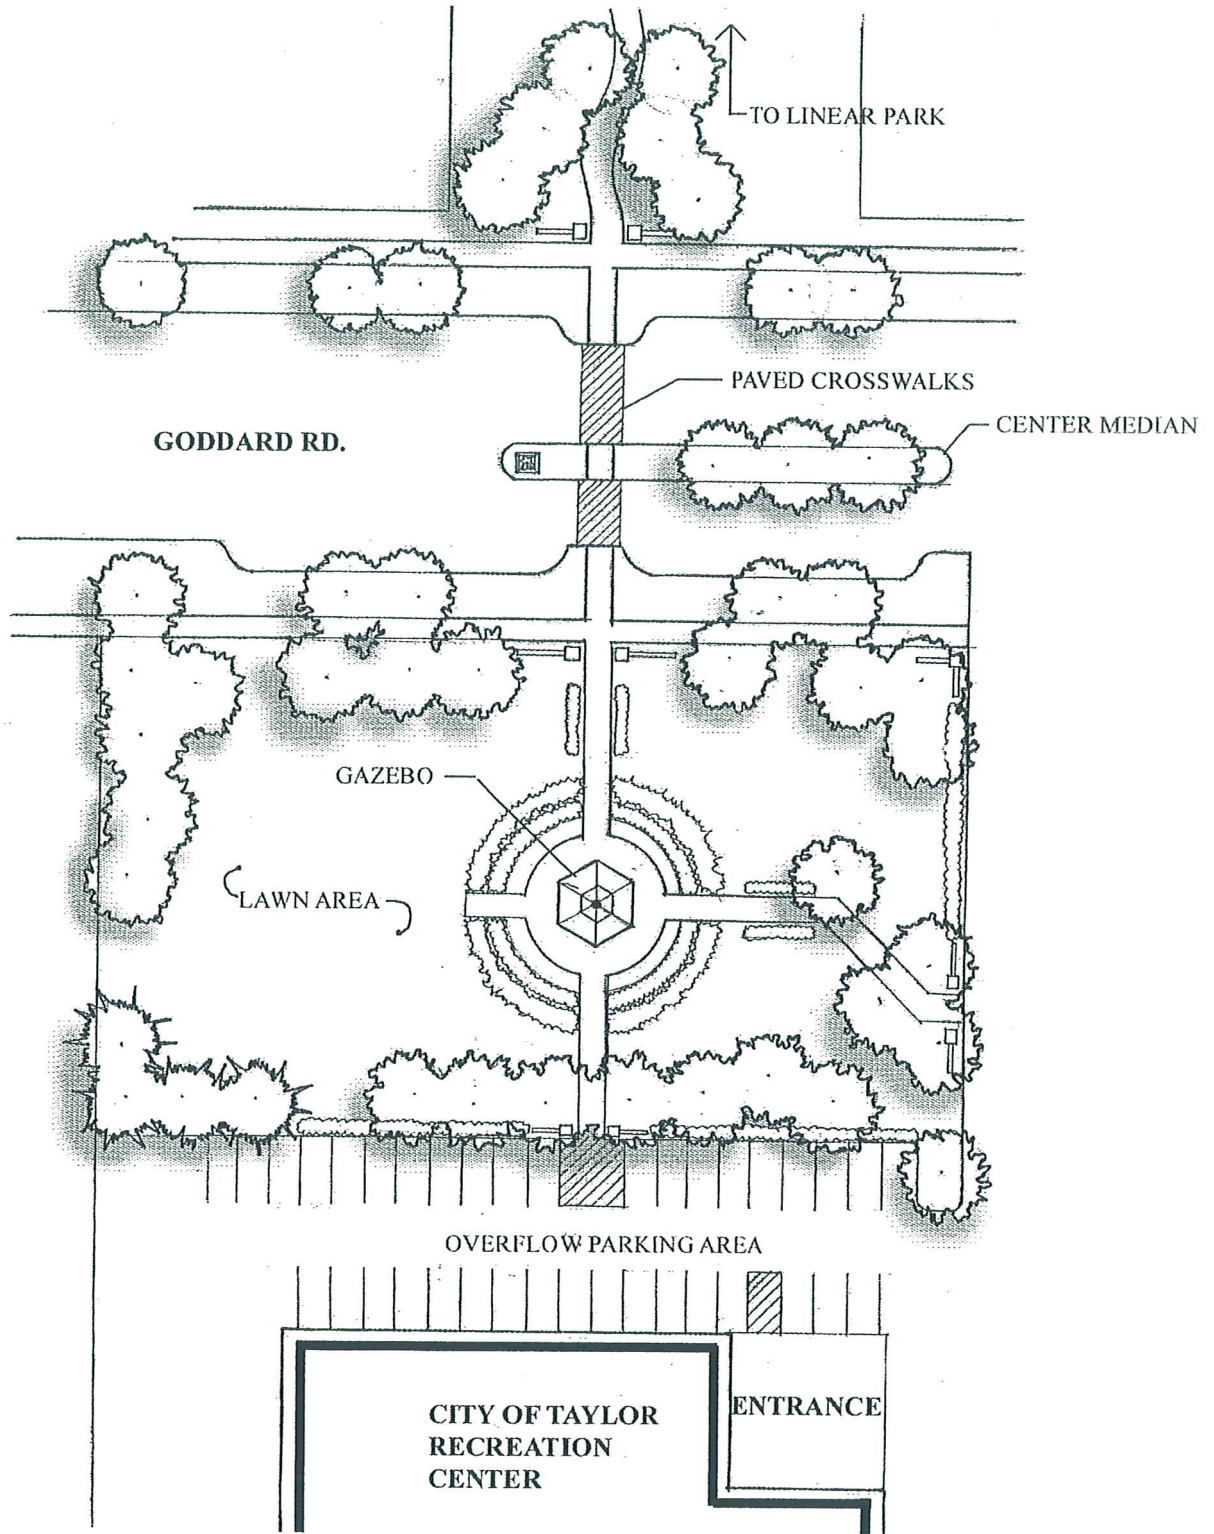 TO LINEAR PARK
PAVED CROSSWALKS
CENTER MEDIAN
GODDARD RD.
GAZEBO
LAWN AREA
OVERFLOW PARKING AREA
ENTRANCE
CITY OF TAYLOR
RECREATION
CENTER